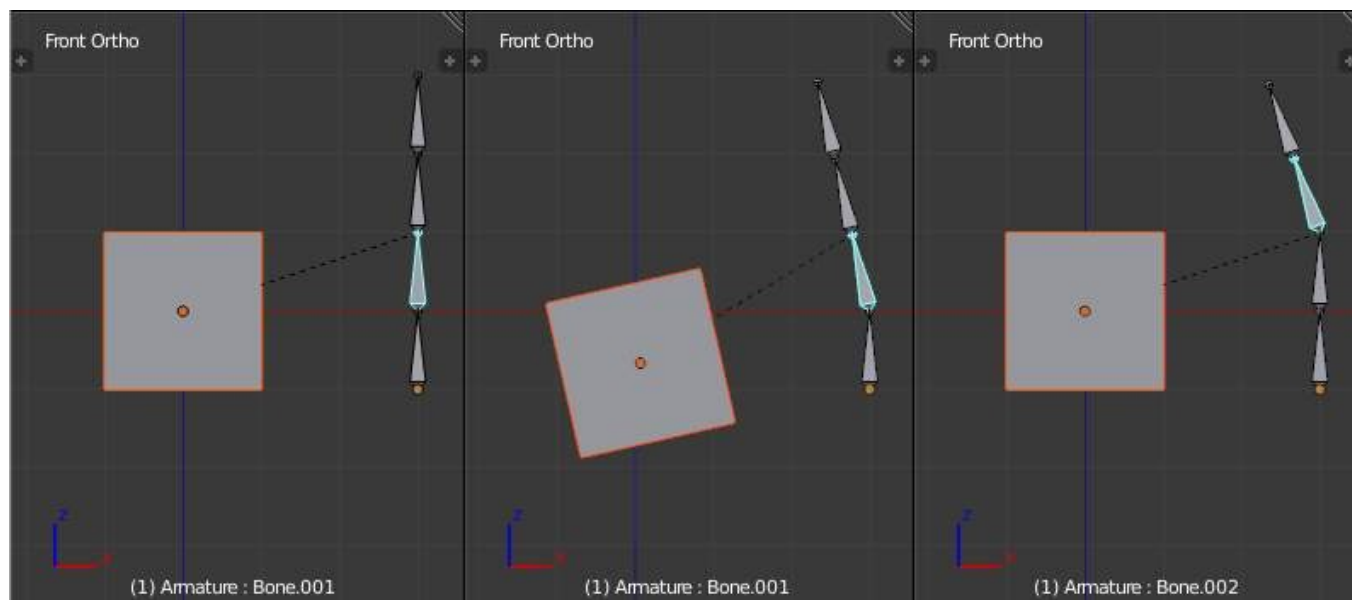 Front Ortho
z
x
(1) Armature : Bone.001
Front Ortho
z
x
(1) Armature : Bone.001
Front Ortho
z
x
(1) Armature : Bone.002